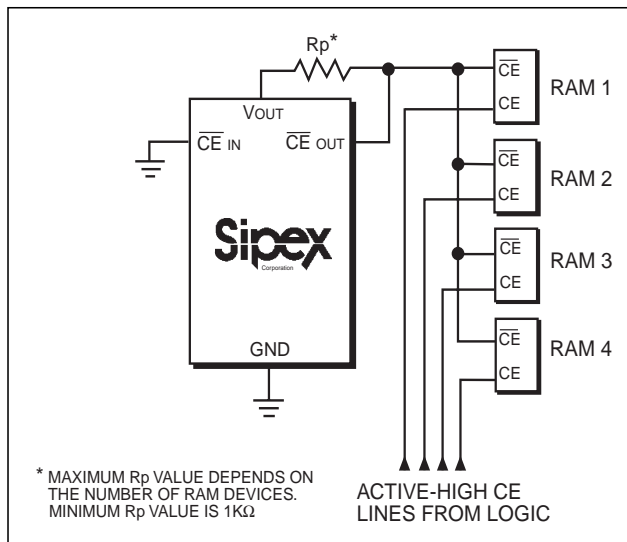 Rp*
VOUT
CE IN
CE OUT
Sipex
Corporation
GND
CE
CE
RAM 1
CE
CE
RAM 2
CE
CE
RAM 3
CE
CE
RAM 4
* MAXIMUM Rp VALUE DEPENDS ON
THE NUMBER OF RAM DEVICES.
MINIMUM Rp VALUE IS 1KΩ
ACTIVE-HIGH CE
LINES FROM LOGIC